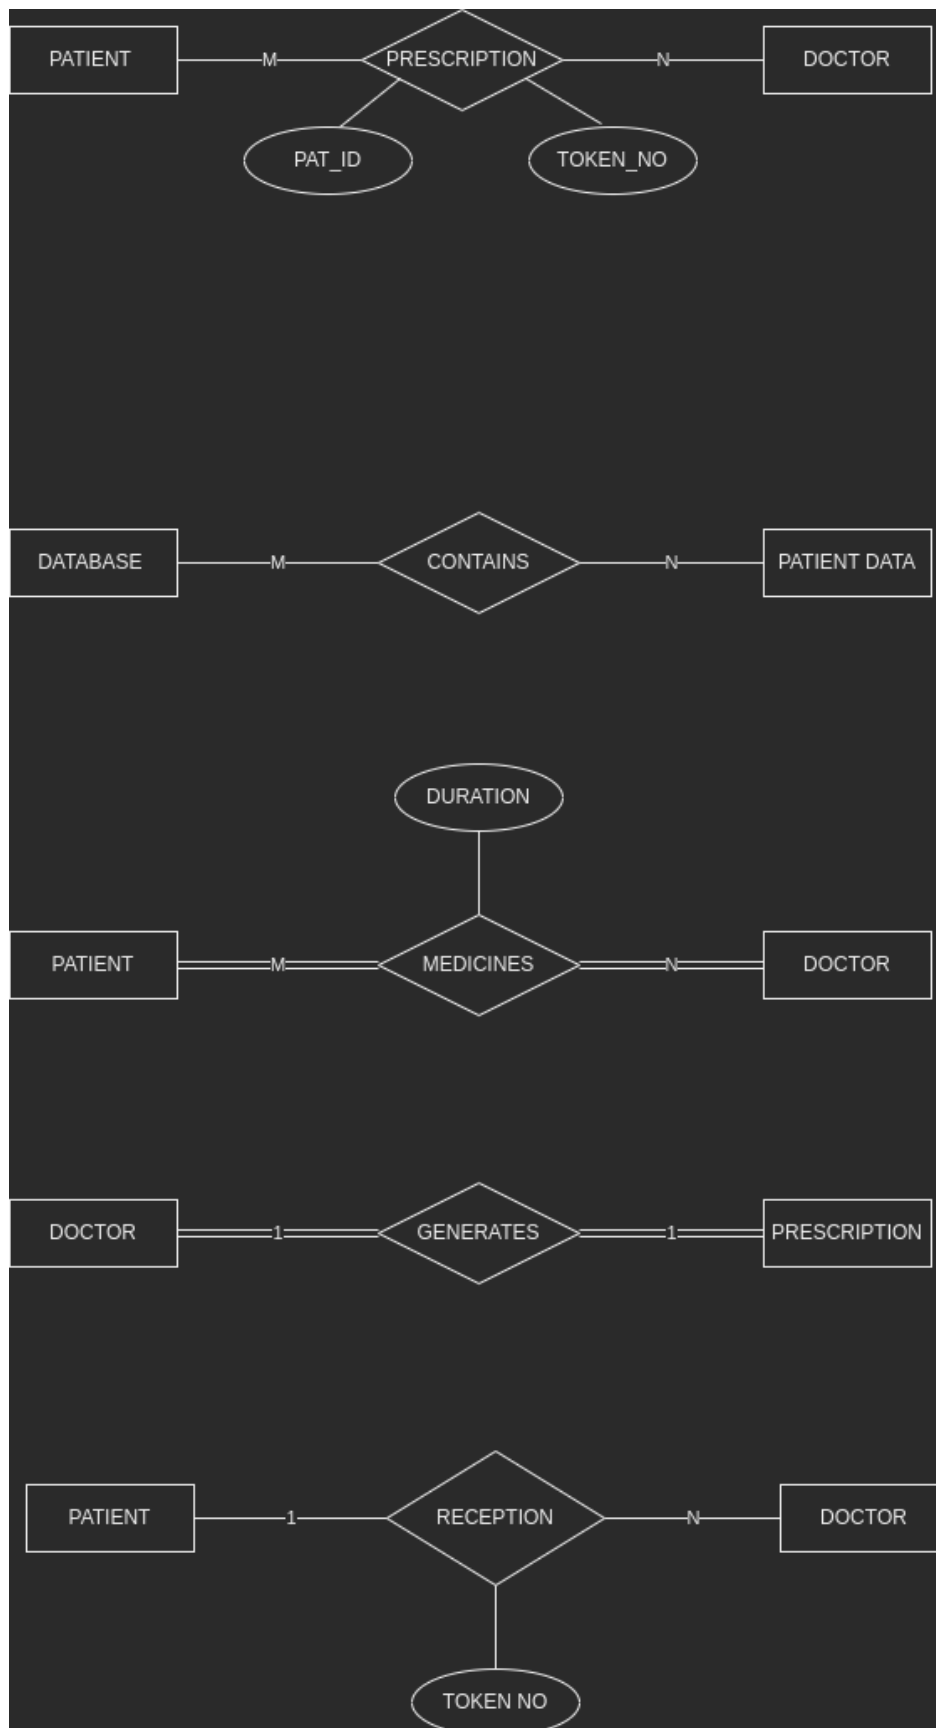 PATIENT M PRESCRIPTION N DOCTOR
PAT_ID TOKEN_NO
DATABASE M CONTAINS N PATIENT DATA
DURATION
PATIENT M MEDICINES N DOCTOR
DOCTOR 1 GENERATES 1 PRESCRIPTION
PATIENT 1 RECEPTION N DOCTOR
TOKEN NO